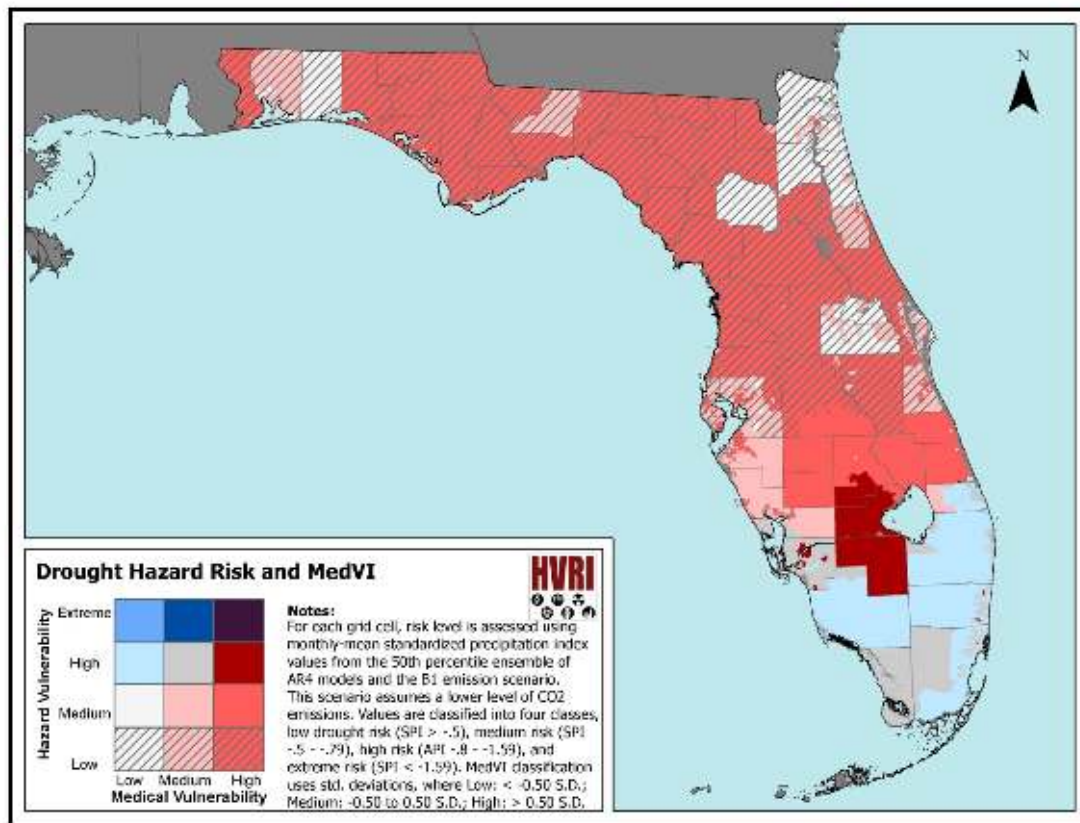 N
Drought Hazard Risk and MedVI
HVRI
Hazard Vulnerability
Extreme
High
Medium
Low
Low Medium High
Medical Vulnerability
Notes:
For each grid cell, risk level is assessed using
monthly-mean standardized precipitation index
values from the 50th percentile ensemble of
AR4 models and the B1 emission scenario.
This scenario assumes a lower level of CO2
emissions. Values are classified into four classes,
low drought risk (SPI > -.5), medium risk (SPI
-.5 - -.79), high risk (API -.8 - -1.59), and
extreme risk (SPI < -1.59). MedVI classification
uses std. deviations, where Low: < -0.50 S.D.;
Medium: -0.50 to 0.50 S.D.; High: > 0.50 S.D.